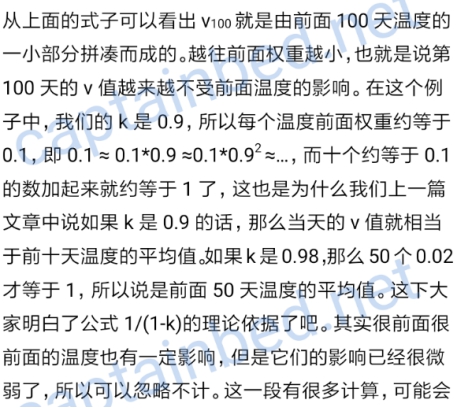 从上面的式子可以看出 v100 就是由前面 100 天温度的
一小部分拼凑而成的。越往前面权重越小,也就是说第
100 天的 v 值越来越不受前面温度的影响。在这个例
子中,我们的 k 是 0.9,所以每个温度前面权重约等于
0.1,即 0.1 ≈ 0.1*0.9 ≈0.1*0.9²≈...,而十个约等于 0.1
的数加起来就约等于 1 了,这也是为什么我们上一篇
文章中说如果 k 是 0.9 的话,那么当天的 v 值就相当
于前十天温度的平均值。如果 k 是 0.98,那么 50 个 0.02
才等于 1,所以说是前面 50 天温度的平均值。这下大
家明白了公式 1/(1-k)的理论依据了吧。其实很前面很
前面的温度也有一定影响,但是它们的影响已经很微
弱了,所以可以忽略不计。这一段有很多计算,可能会
captainbed.net
captainbed.net